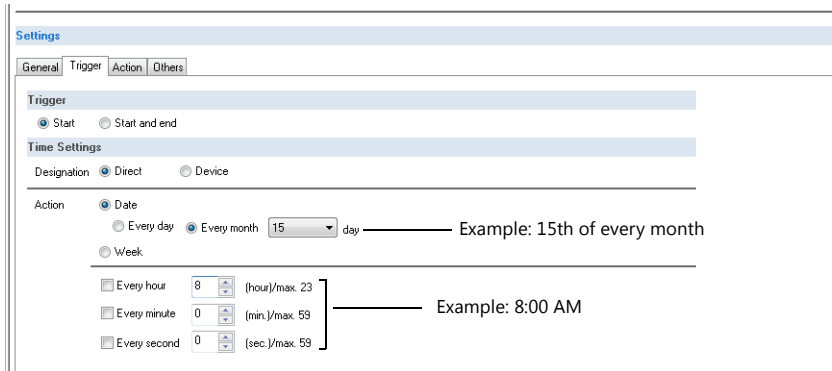 Settings
General Trigger Action Others
Trigger
Start Start and end
Time Settings
Designation Direct Device
Action Date
Every day Every month 15 day Example: 15th of every month
Week
Every hour 8 (hour)/max. 23
Every minute 0 (min.)/max. 59 Example: 8:00 AM
Every second 0 (sec.)/max. 59